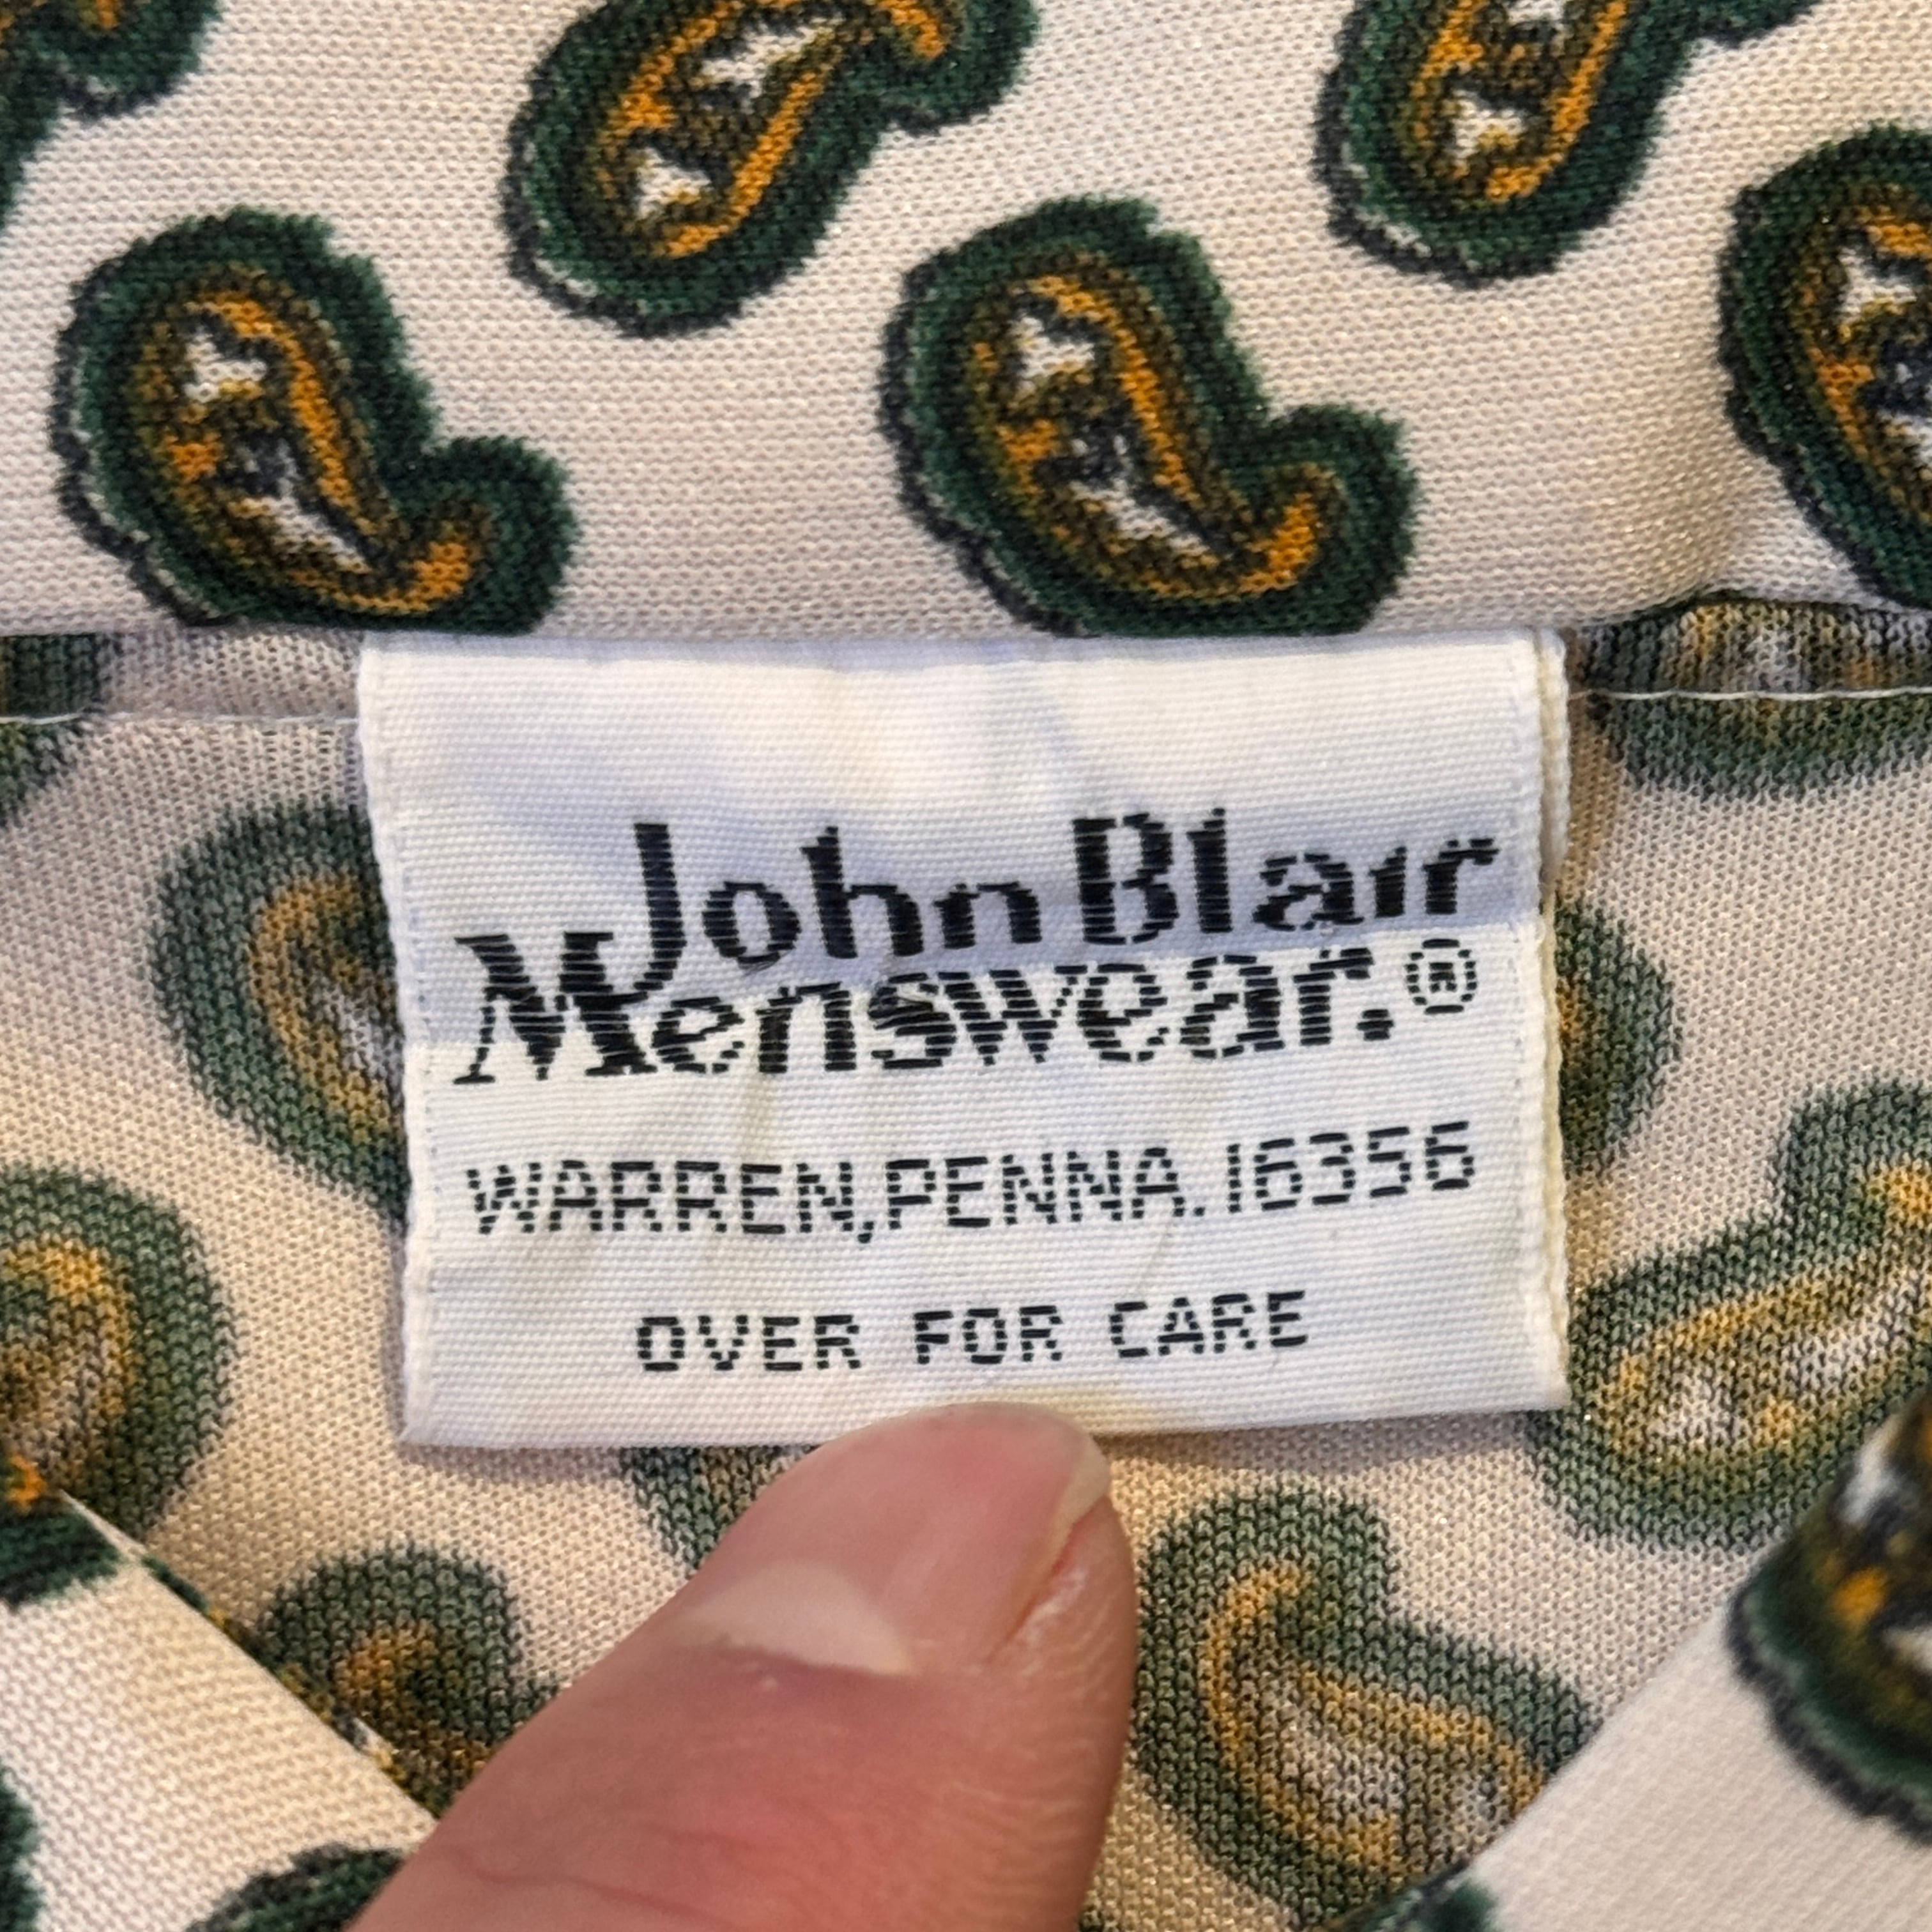 John Blair
Menswear.®
WARREN, PENNA. 16356
OVER FOR CARE